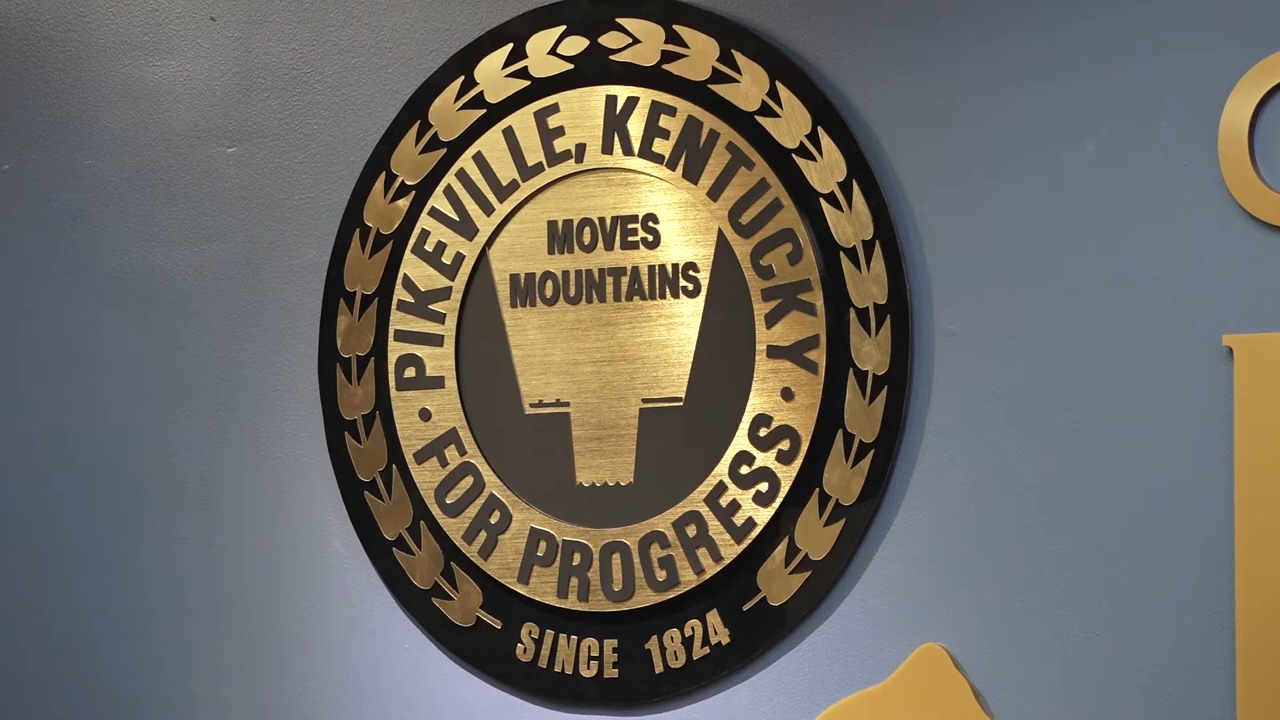 PIKEVILLE, KENTUCKY
MOVES
MOUNTAINS
· FOR PROGRESS ·
SINCE 1824